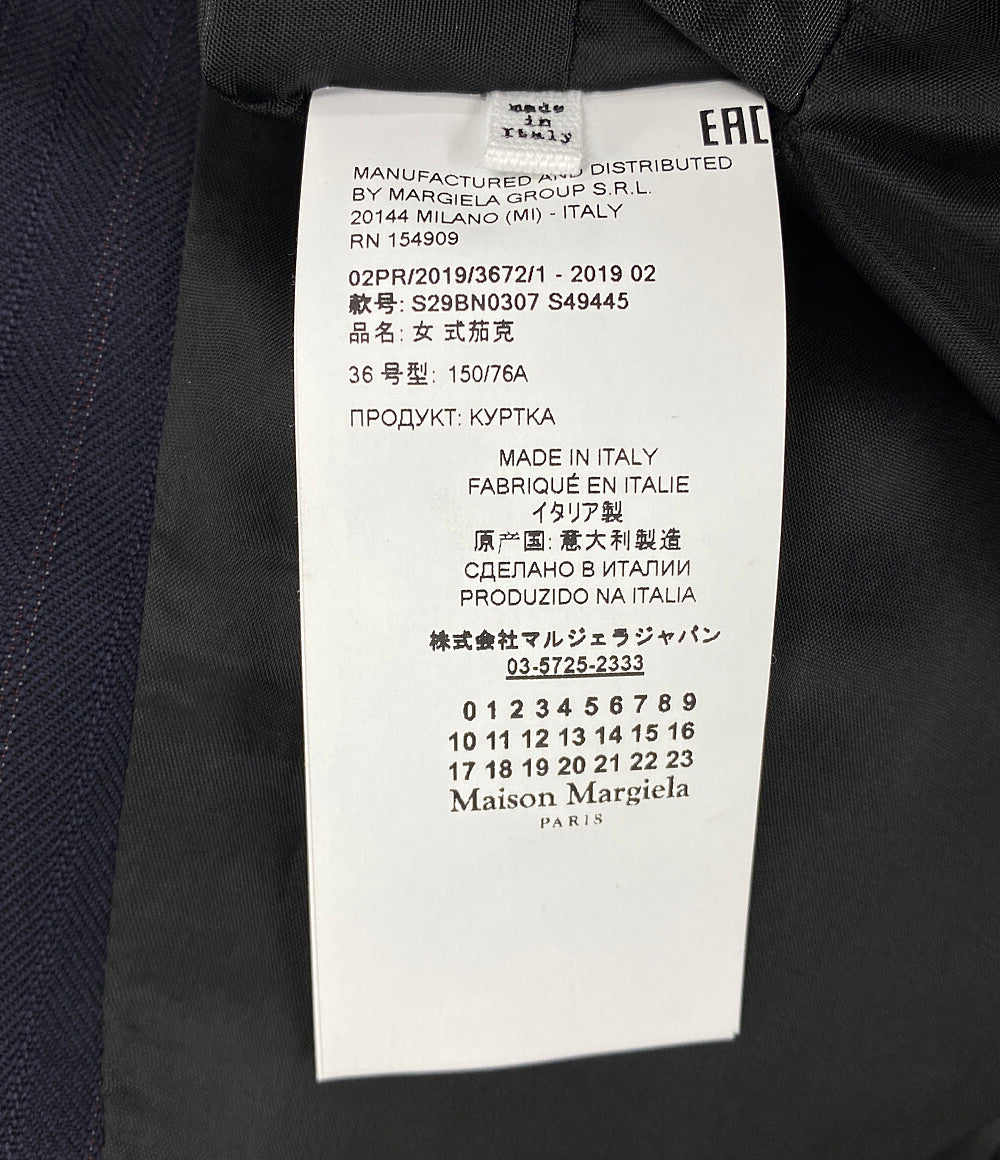 made
in
Italy
EAC
MANUFACTURED AND DISTRIBUTED
BY MARGIELA GROUP S.R.L.
20144 MILANO (MI) - ITALY
RN 154909
02PR/2019/3672/1 - 2019 02
款号: S29BN0307 S49445
品名: 女 式茄克
36 号型: 150/76A
ПРОДУКТ: КУРТКА
MADE IN ITALY
FABRIQUÉ EN ITALIE
イタリア製
原产国: 意大利製造
СДЕЛАНО В ИТАЛИИ
PRODUZIDO NA ITALIA
株式会社マルジェラジャパン
03-5725-2333
0 1 2 3 4 5 6 7 8 9
10 11 12 13 14 15 16
17 18 19 20 21 22 23
Maison Margiela
PARIS